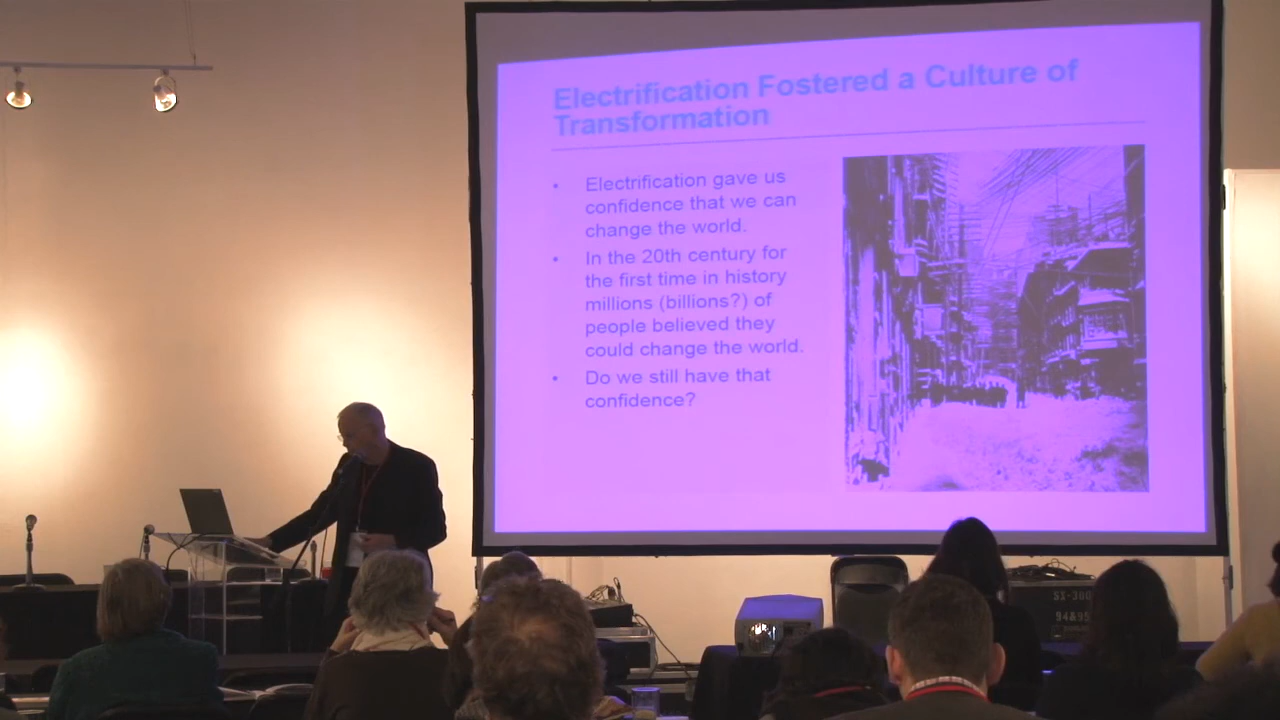 Electrification Fostered a Culture of
Transformation
• Electrification gave us
confidence that we can
change the world.
• In the 20th century for
the first time in history
millions (billions?) of
people believed they
could change the world.
• Do we still have that
confidence?
94&95